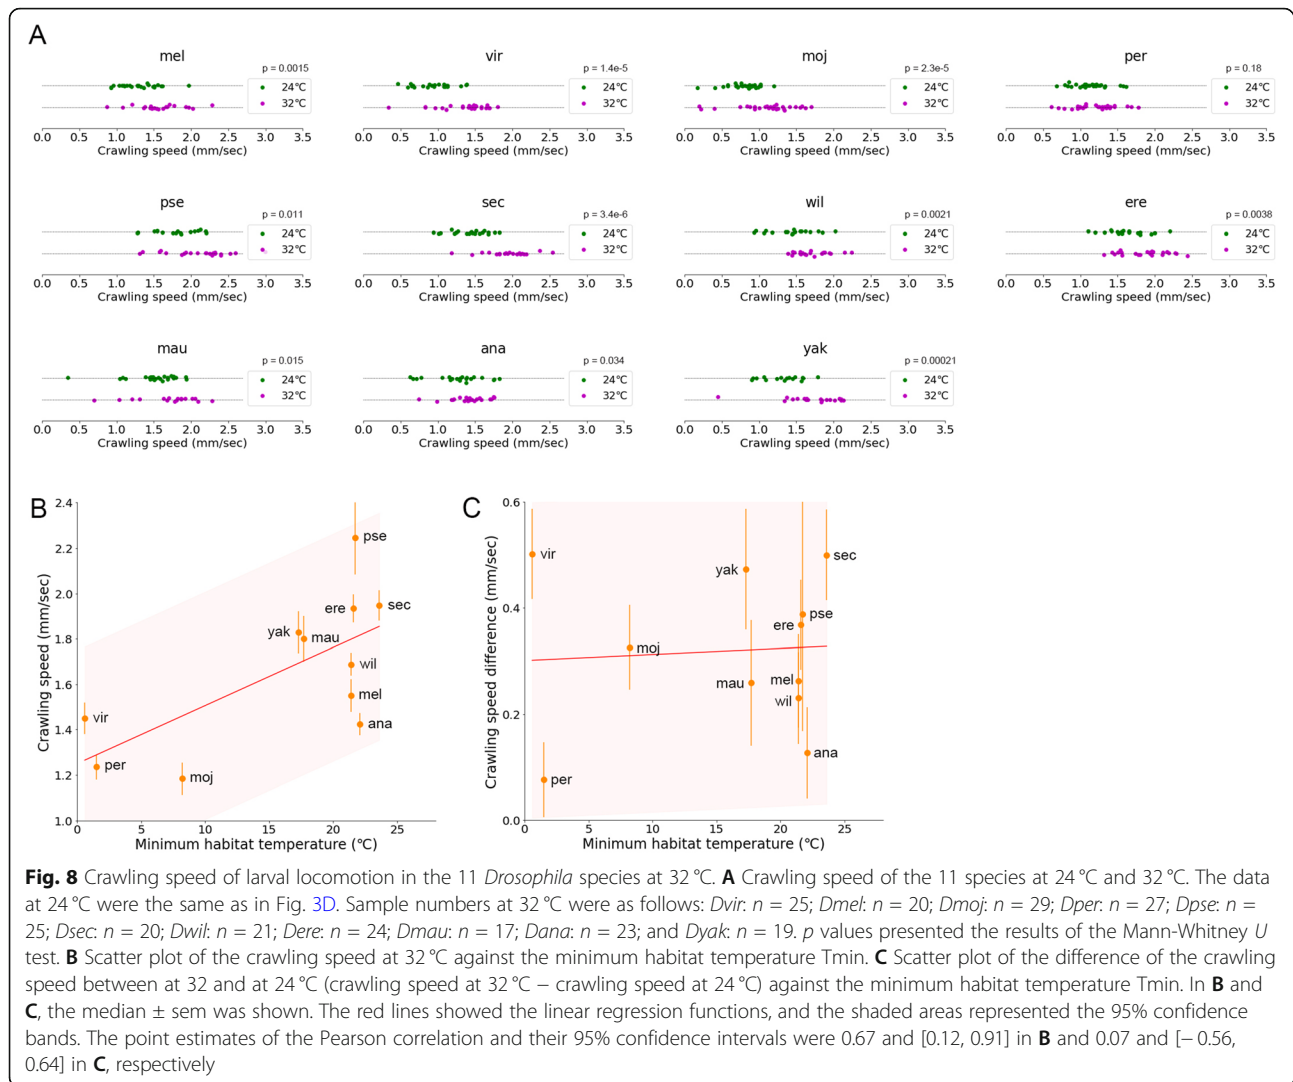 A
mel
p = 0.0015
24℃
32℃
0.0 0.5 1.0 1.5 2.0 2.5 3.0 3.5
Crawling speed (mm/sec)
vir
p = 1.4e-5
24℃
32℃
0.0 0.5 1.0 1.5 2.0 2.5 3.0 3.5
Crawling speed (mm/sec)
moj
p = 2.3e-5
24℃
32℃
0.0 0.5 1.0 1.5 2.0 2.5 3.0 3.5
Crawling speed (mm/sec)
per
p = 0.18
24℃
32℃
0.0 0.5 1.0 1.5 2.0 2.5 3.0 3.5
Crawling speed (mm/sec)
pse
p = 0.011
24℃
32℃
0.0 0.5 1.0 1.5 2.0 2.5 3.0 3.5
Crawling speed (mm/sec)
sec
p = 3.4e-6
24℃
32℃
0.0 0.5 1.0 1.5 2.0 2.5 3.0 3.5
Crawling speed (mm/sec)
wil
p = 0.0021
24℃
32℃
0.0 0.5 1.0 1.5 2.0 2.5 3.0 3.5
Crawling speed (mm/sec)
ere
p = 0.0038
24℃
32℃
0.0 0.5 1.0 1.5 2.0 2.5 3.0 3.5
Crawling speed (mm/sec)
mau
p = 0.015
24℃
32℃
0.0 0.5 1.0 1.5 2.0 2.5 3.0 3.5
Crawling speed (mm/sec)
ana
p = 0.034
24℃
32℃
0.0 0.5 1.0 1.5 2.0 2.5 3.0 3.5
Crawling speed (mm/sec)
yak
p = 0.00021
24℃
32℃
0.0 0.5 1.0 1.5 2.0 2.5 3.0 3.5
Crawling speed (mm/sec)
B
2.4
2.2
2.0
1.8
1.6
1.4
1.2
1.0
Crawling speed (mm/sec)
pse
ere
sec
yak
mau
wil
mel
vir
ana
per
moj
0 5 10 15 20 25
Minimum habitat temperature (℃)
C
0.6
0.4
0.2
0.0
Crawling speed difference (mm/sec)
vir
sec
yak
pse
ere
moj
mau
mel
wil
ana
per
0 5 10 15 20 25
Minimum habitat temperature (℃)
Fig. 8 Crawling speed of larval locomotion in the 11 Drosophila species at 32 °C. A Crawling speed of the 11 species at 24 °C and 32 °C. The data
at 24 °C were the same as in Fig. 3D. Sample numbers at 32 °C were as follows: Dvir: n = 25; Dmel: n = 20; Dmoj: n = 29; Dper: n = 27; Dpse: n =
25; Dsec: n = 20; Dwil: n = 21; Dere: n = 24; Dmau: n = 17; Dana: n = 23; and Dyak: n = 19. p values presented the results of the Mann-Whitney U
test. B Scatter plot of the crawling speed at 32 °C against the minimum habitat temperature Tmin. C Scatter plot of the difference of the crawling
speed between at 32 and at 24 °C (crawling speed at 32 °C − crawling speed at 24 °C) against the minimum habitat temperature Tmin. In B and
C, the median ± sem was shown. The red lines showed the linear regression functions, and the shaded areas represented the 95% confidence
bands. The point estimates of the Pearson correlation and their 95% confidence intervals were 0.67 and [0.12, 0.91] in B and 0.07 and [− 0.56,
0.64] in C, respectively